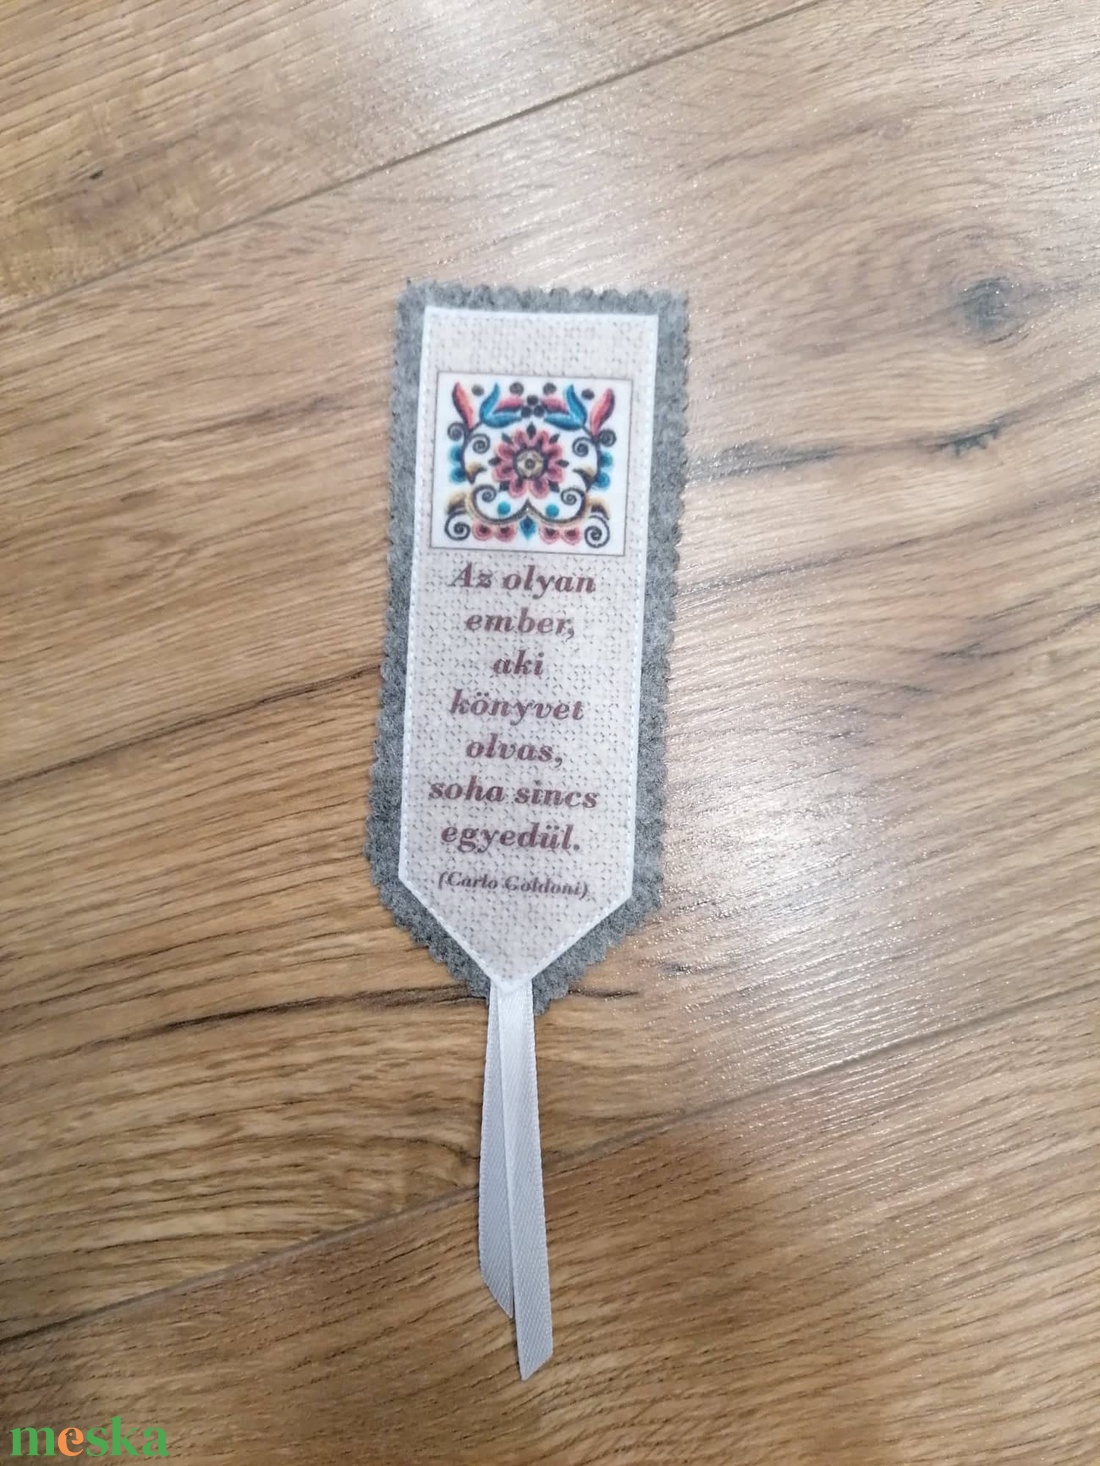 Az olyan
ember,
aki
könyvet
olvas,
soha sincs
egyedül.
(Carlo Goldoni)
meska